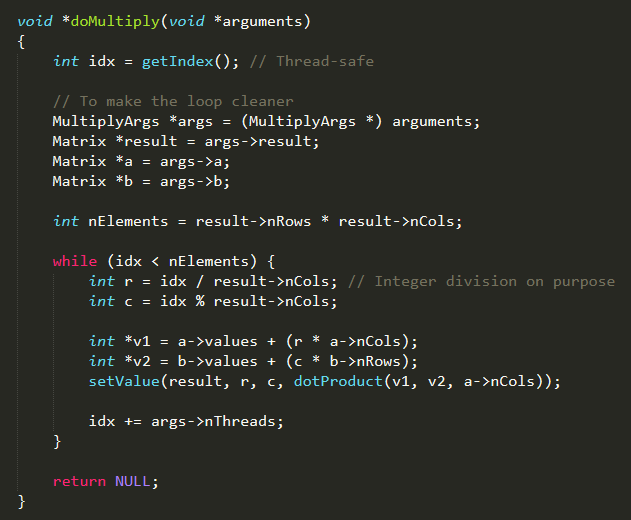 void *doMultiply(void *arguments)
{
    int idx = getIndex(); // Thread-safe

    // To make the loop cleaner
    MultiplyArgs *args = (MultiplyArgs *) arguments;
    Matrix *result = args->result;
    Matrix *a = args->a;
    Matrix *b = args->b;

    int nElements = result->nRows * result->nCols;

    while (idx < nElements) {
        int r = idx / result->nCols; // Integer division on purpose
        int c = idx % result->nCols;

        int *v1 = a->values + (r * a->nCols);
        int *v2 = b->values + (c * b->nRows);
        setValue(result, r, c, dotProduct(v1, v2, a->nCols));

        idx += args->nThreads;
    }

    return NULL;
}